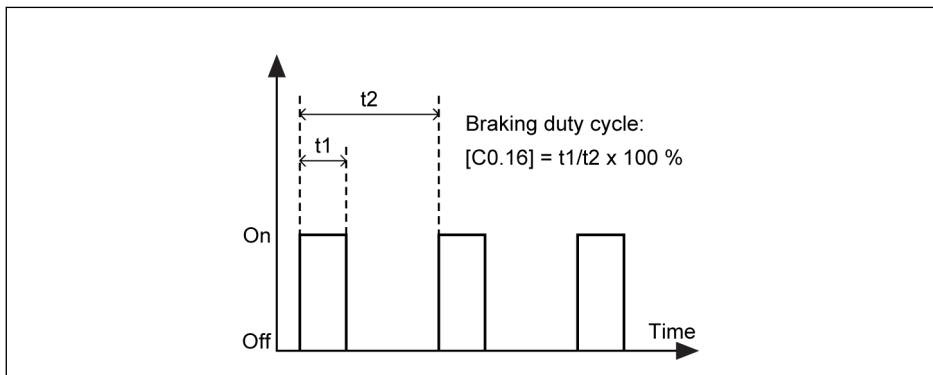 t2
t1
Braking duty cycle:
[C0.16] = t1/t2 x 100 %
On
Off
Time